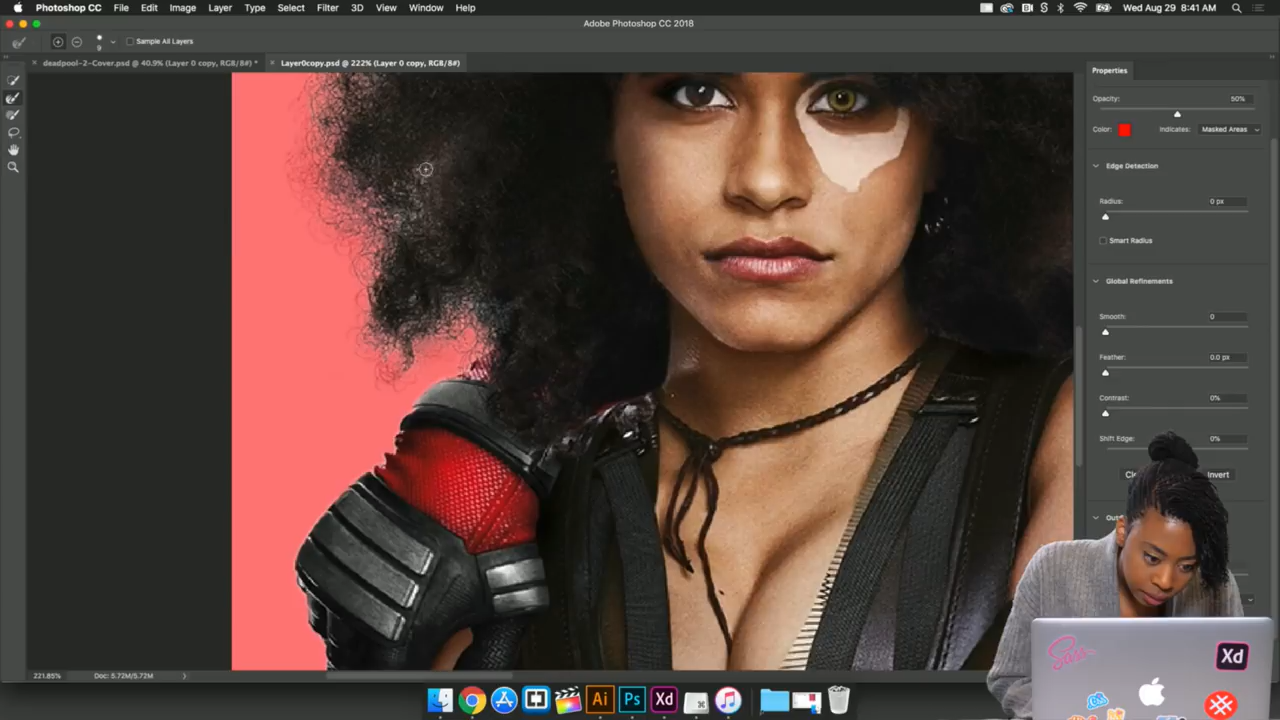 Photoshop CC File Edit Image Layer Type Select Filter 3D View Window Help Wed Aug 29 8:41 AM
Adobe Photoshop CC 2018
9 Sample All Layers
deadpool-2-Cover.psd @ 40.9% (Layer 0 copy, RGB/8#) * Layer0copy.psd @ 222% (Layer 0 copy, RGB/8#)
Properties
Opacity: 50%
Color: Indicates: Masked Areas
Edge Detection
Radius: 0 px
Smart Radius
Global Refinements
Smooth: 0
Feather: 0.0 px
Contrast: 0%
Shift Edge: 0%
Invert
221.85% Doc: 5.72M/5.72M
Ai Ps Xd
Xd